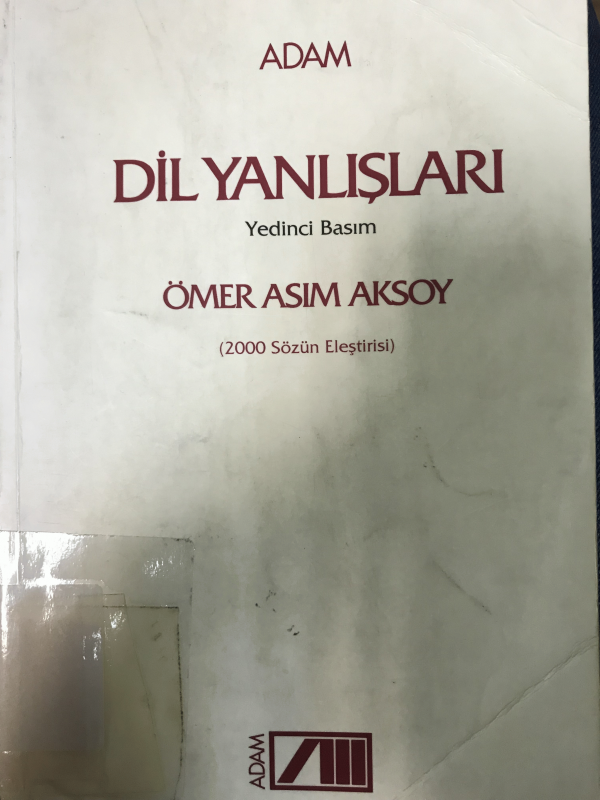 ADAM
DİL YANLIŞLARI
Yedinci Basım
ÖMER ASIM AKSOY
(2000 Sözün Eleştirisi)
ADAM